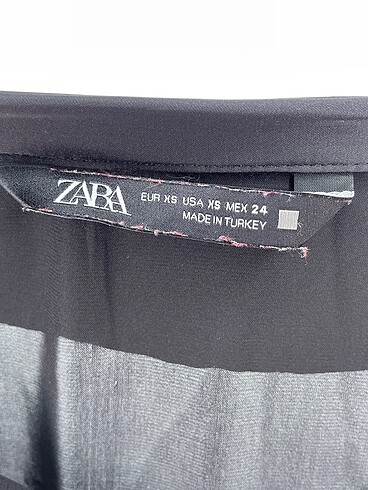 ZARA
EUR XS USA XS MEX 24
MADE IN TURKEY